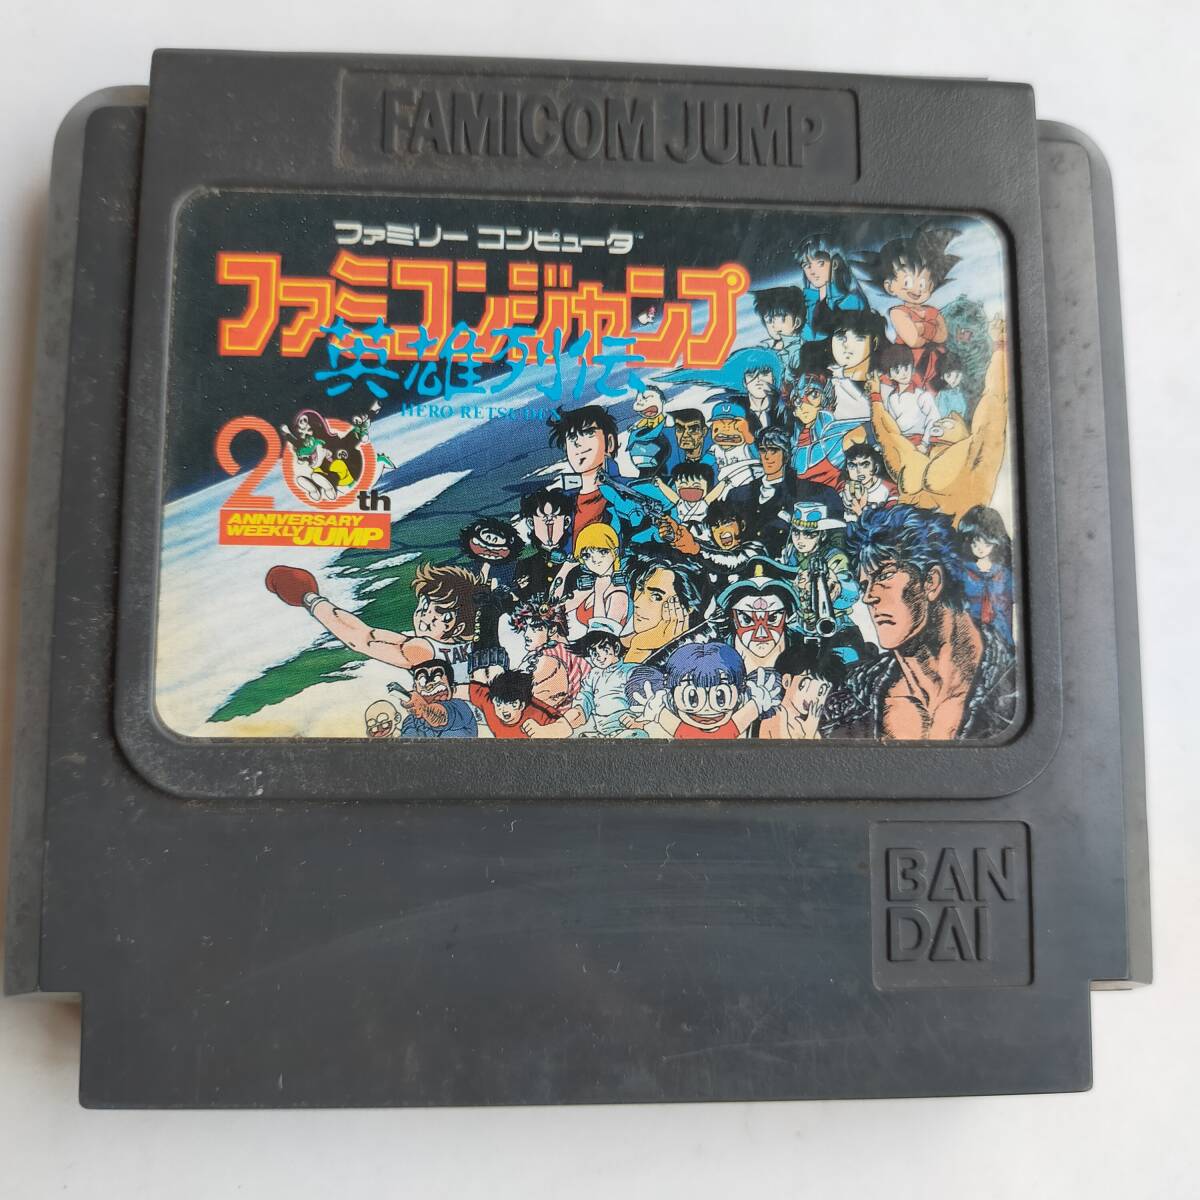 FAMICOM JUMP
ファミリー コンピュータ
ファミコンジャンプ
英雄列伝
HERO RETSUDEN
20th
ANNIVERSARY
WEEKLY JUMP
TAK
BAN
DAI